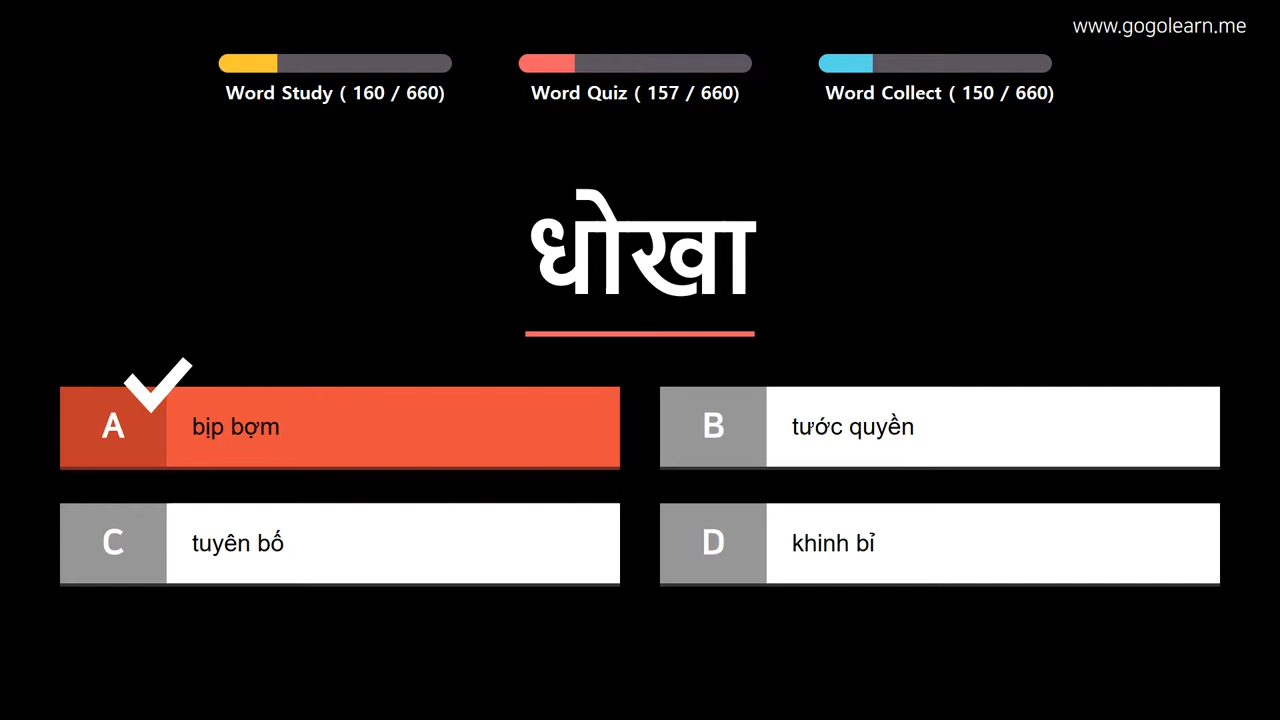 www.gogolearn.me
Word Study ( 160 / 660)
Word Quiz ( 157 / 660)
Word Collect ( 150 / 660)
धोखा
A bịp bợm
B tước quyền
C tuyên bố
D khinh bỉ